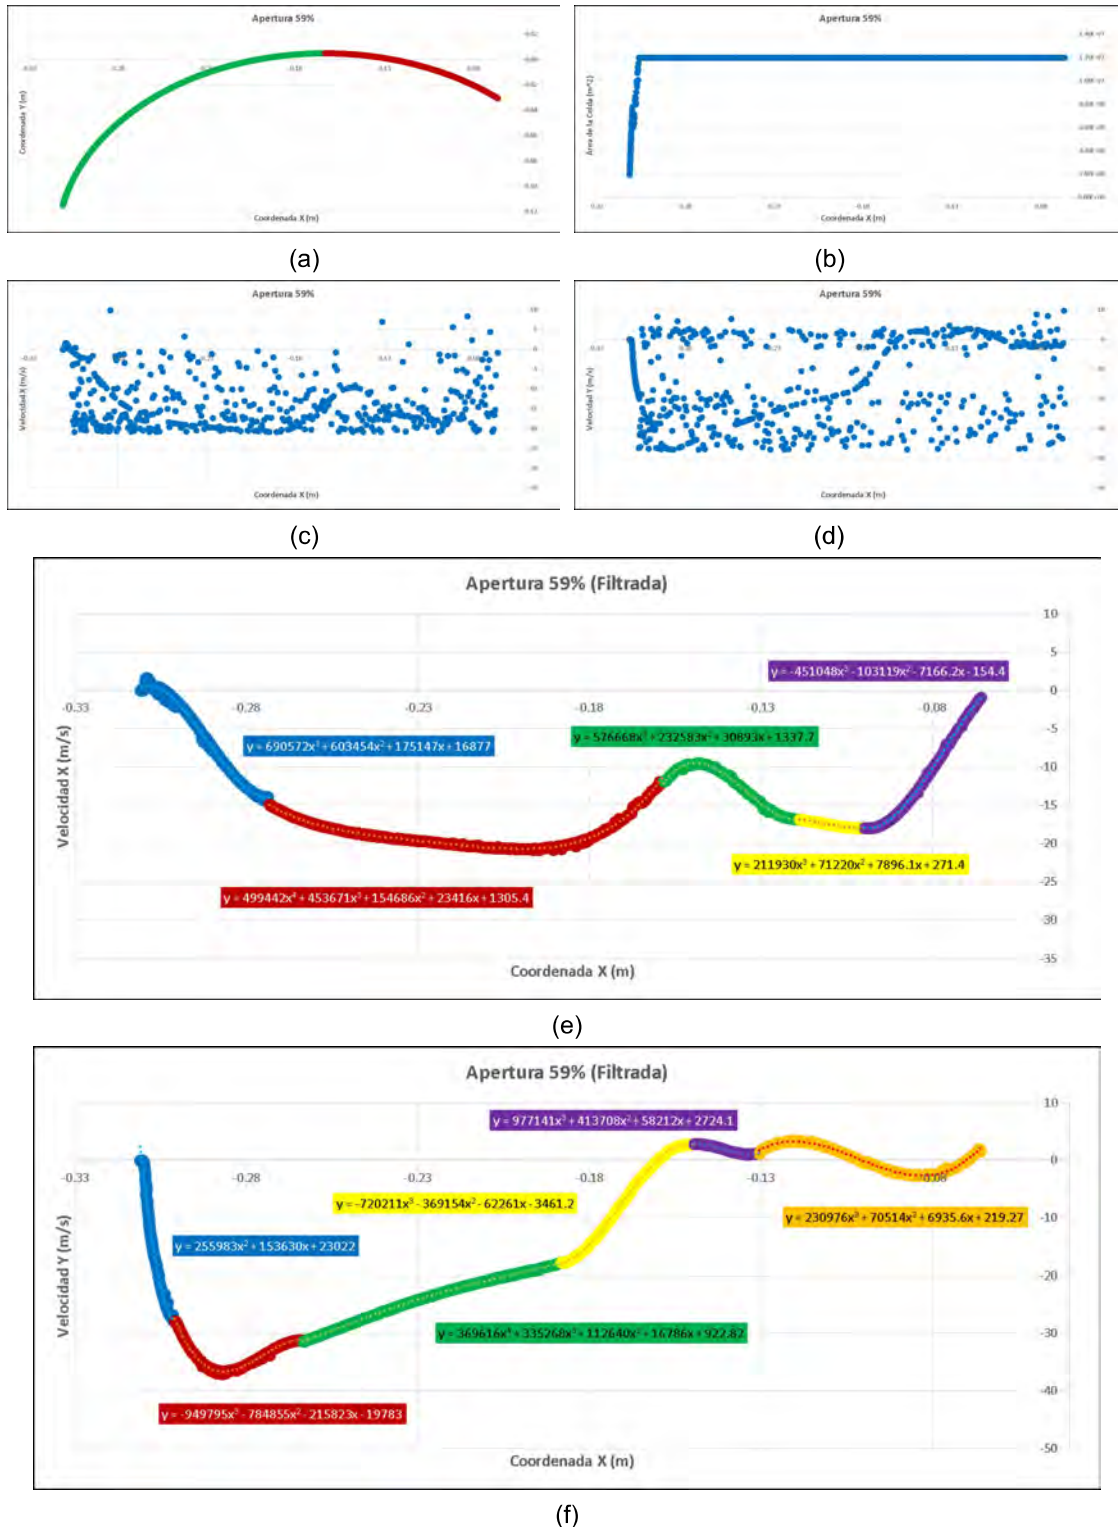 Apertura 59%
Coordenada Y (m)
Coordenada X (m)
(a)
Apertura 59%
Área de la Celda (m^2)
Coordenada X (m)
(b)
Apertura 59%
Velocidad X (m/s)
Coordenada X (m)
(c)
Apertura 59%
Velocidad Y (m/s)
Coordenada X (m)
(d)
Apertura 59% (Filtrada)
10
5
0
-5
-10
-15
-20
-25
-30
-35
-0.33 -0.28 -0.23 -0.18 -0.13 -0.08
y = -451048x³ - 103119x² - 7166.2x - 154.4
y = 690572x³ + 603454x² + 175147x + 16877
y = 576668x³ + 232583x² + 30893x + 1337.7
y = 211930x³ + 71220x² + 7896.1x + 271.4
y = 499442x⁴ + 453671x³ + 154686x² + 23416x + 1305.4
Velocidad X (m/s)
Coordenada X (m)
(e)
Apertura 59% (Filtrada)
10
0
-10
-20
-30
-40
-50
-0.33 -0.28 -0.23 -0.18 -0.13 -0.08
y = 977141x³ + 413708x² + 58212x + 2724.1
y = -720211x³ - 369154x² - 62261x - 3461.2
y = 230976x³ + 70514x² + 6935.6x + 219.27
y = 255983x² + 153630x + 23022
y = 369616x⁴ + 335268x³ + 112640x² + 16786x + 922.82
y = -949795x³ - 784855x² - 215823x - 19783
Velocidad Y (m/s)
Coordenada X (m)
(f)